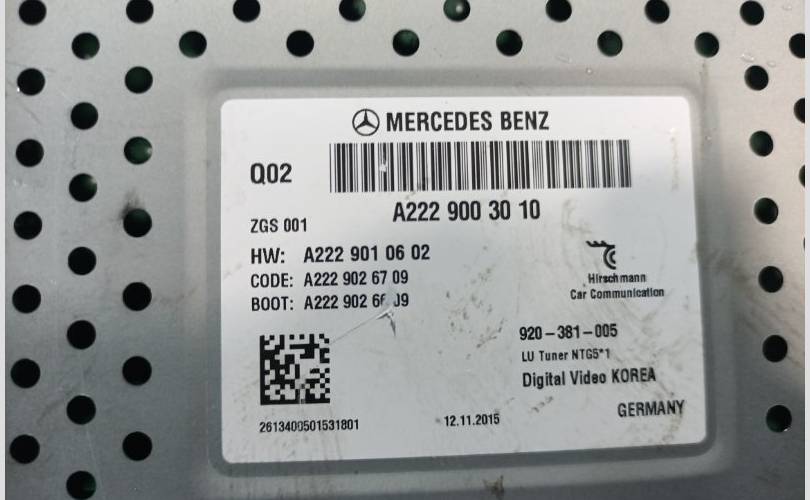 MERCEDES BENZ
Q02
A222 900 30 10
ZGS 001
HW: A222 901 06 02
CODE: A222 902 67 09
BOOT: A222 902
Hirschmann
Car Communication
920-381-005
LU Tuner NTG5*1
Digital Video KOREA
GERMANY
2613400501531801
12.11.2015